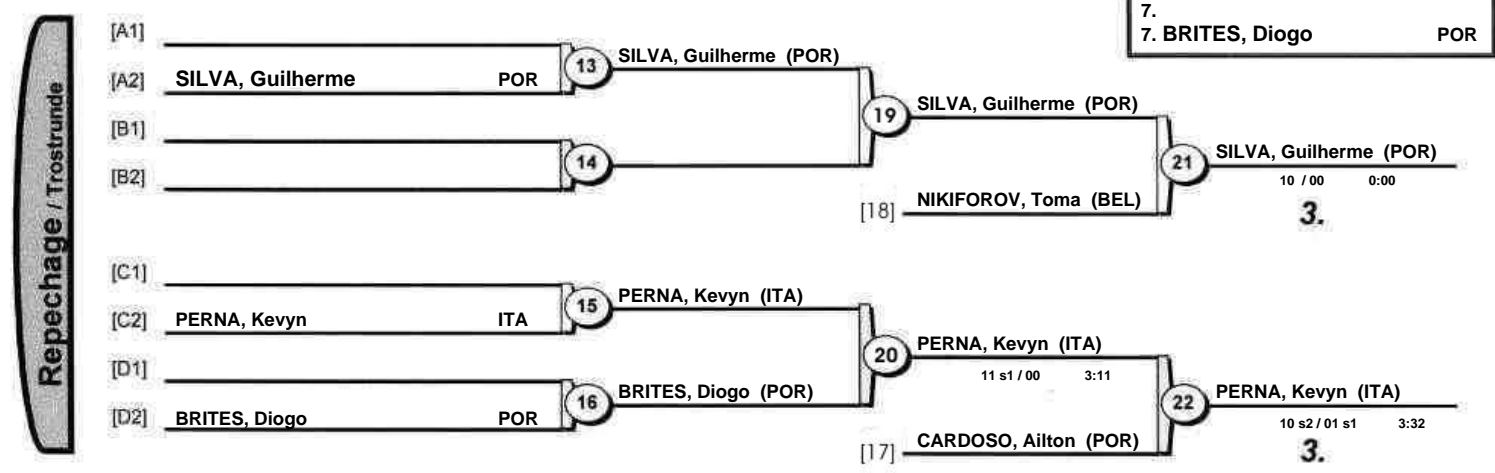 7.
7. BRITES, Diogo POR
Repechage / Trostrunde
[A1]
[A2] SILVA, Guilherme POR
13
SILVA, Guilherme (POR)
[B1]
[B2]
14
19
SILVA, Guilherme (POR)
[18] NIKIFOROV, Toma (BEL)
21
SILVA, Guilherme (POR)
10 / 00 0:00
3.
[C1]
[C2] PERNA, Kevyn ITA
15
PERNA, Kevyn (ITA)
[D1]
[D2] BRITES, Diogo POR
16
BRITES, Diogo (POR)
20
PERNA, Kevyn (ITA)
11 s1 / 00 3:11
[17] CARDOSO, Ailton (POR)
22
PERNA, Kevyn (ITA)
10 s2 / 01 s1 3:32
3.